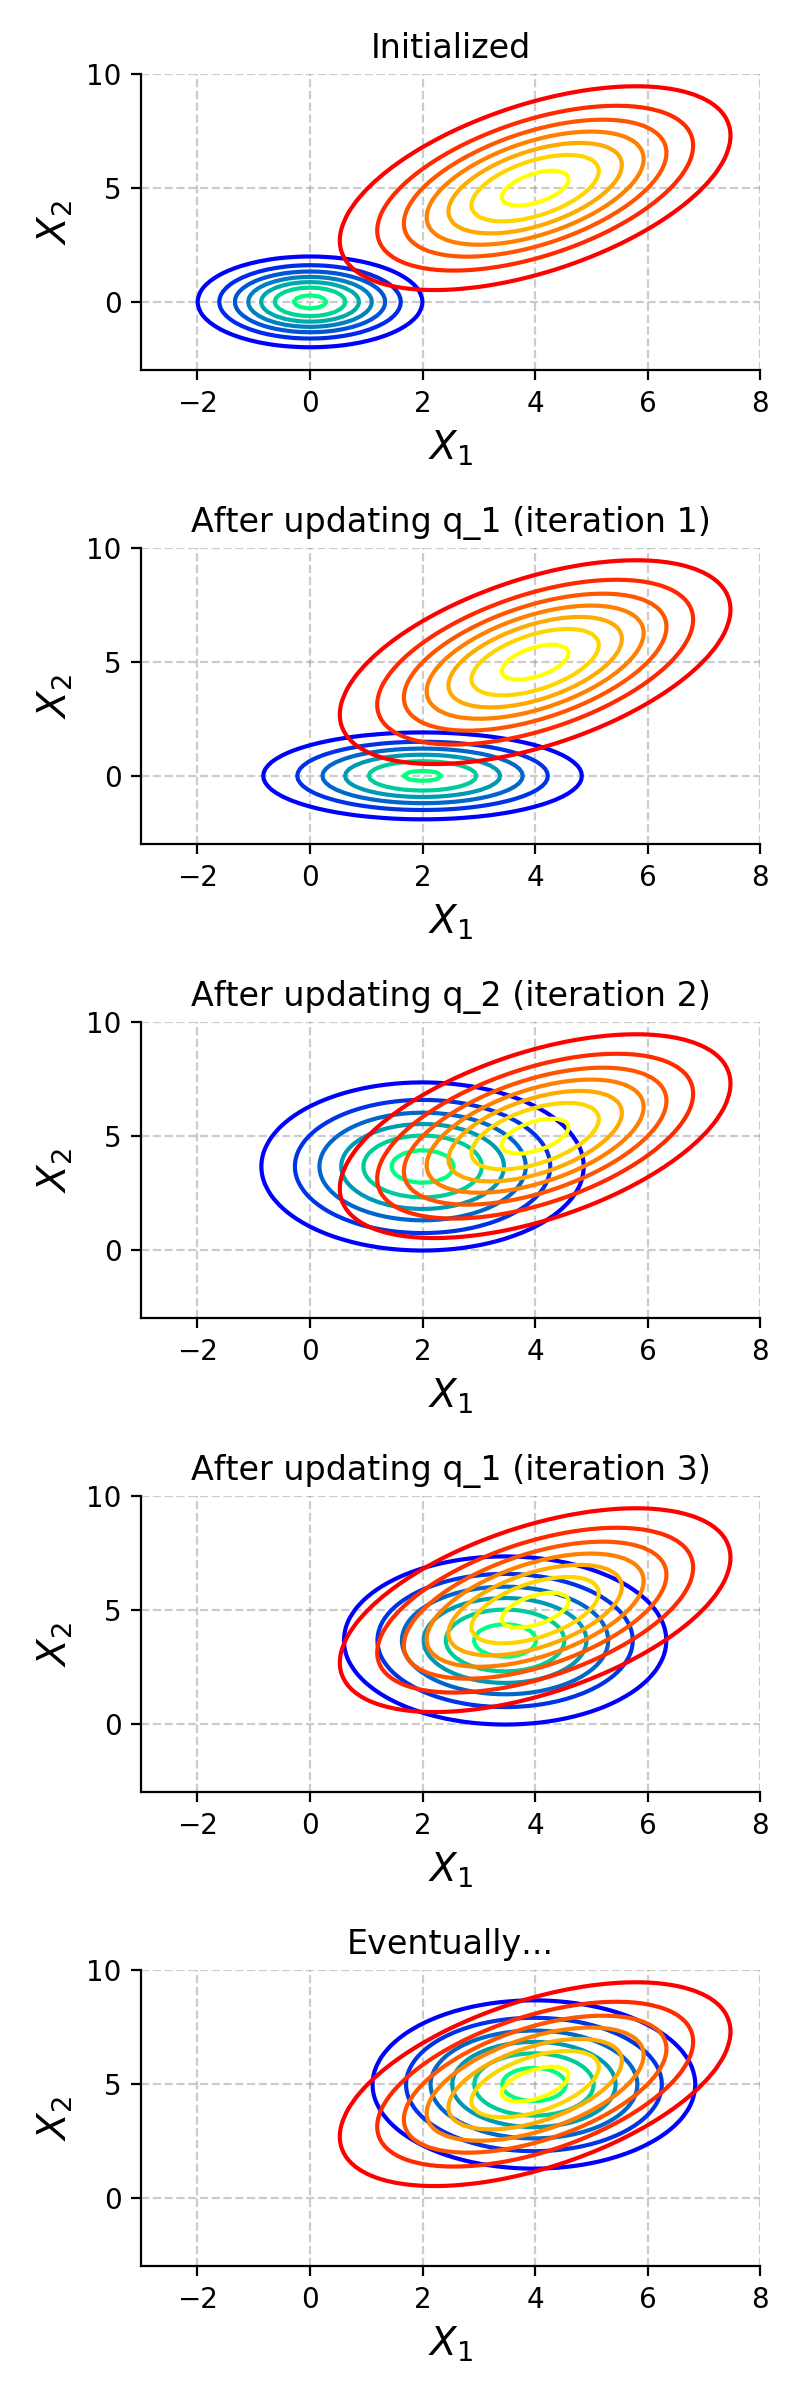 Initialized
10
5
0
X₂
−2 0 2 4 6 8
X₁
After updating q_1 (iteration 1)
10
5
0
X₂
−2 0 2 4 6 8
X₁
After updating q_2 (iteration 2)
10
5
0
X₂
−2 0 2 4 6 8
X₁
After updating q_1 (iteration 3)
10
5
0
X₂
−2 0 2 4 6 8
X₁
Eventually...
10
5
0
X₂
−2 0 2 4 6 8
X₁